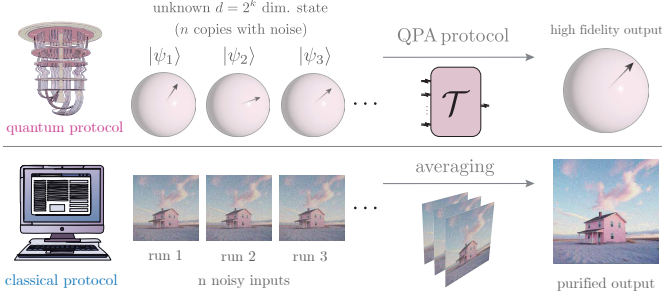 unknown d = 2^k dim. state
(n copies with noise)
|ψ₁⟩ |ψ₂⟩ |ψ₃⟩
...
QPA protocol
T
high fidelity output
quantum protocol
averaging
...
run 1 run 2 run 3
classical protocol
n noisy inputs
purified output